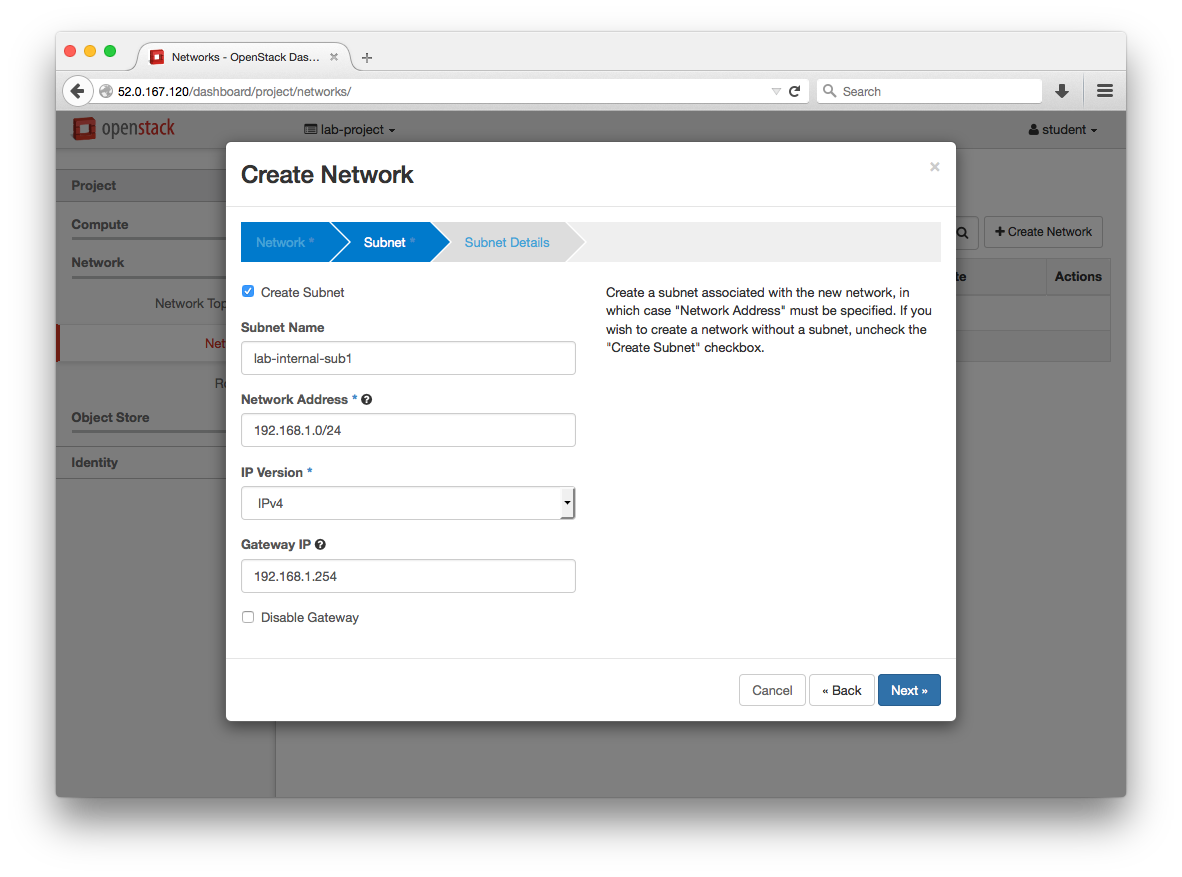 Networks - OpenStack Das...
52.0.167.120/dashboard/project/networks/
Search
openstack
lab-project
student
Project
Compute
Network
Network Top
Net
Object Store
Identity
+ Create Network
Actions
Create Network
×
Network *
Subnet *
Subnet Details
Create Subnet
Subnet Name
lab-internal-sub1
Network Address *
192.168.1.0/24
IP Version *
IPv4
Gateway IP
192.168.1.254
Disable Gateway
Create a subnet associated with the new network, in
which case "Network Address" must be specified. If you
wish to create a network without a subnet, uncheck the
"Create Subnet" checkbox.
Cancel
« Back
Next »